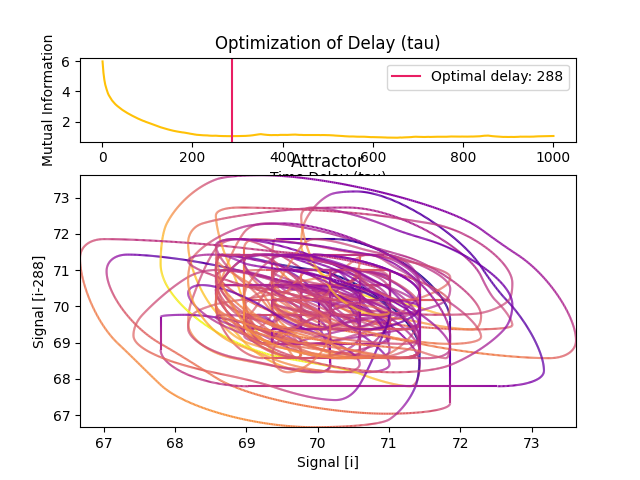 Optimization of Delay (tau)
Mutual Information
6
4
2
Optimal delay: 288
0 200 400 600 800 1000
Time Delay (tau)
Attractor
Signal [i-288]
73
72
71
70
69
68
67
67 68 69 70 71 72 73
Signal [i]